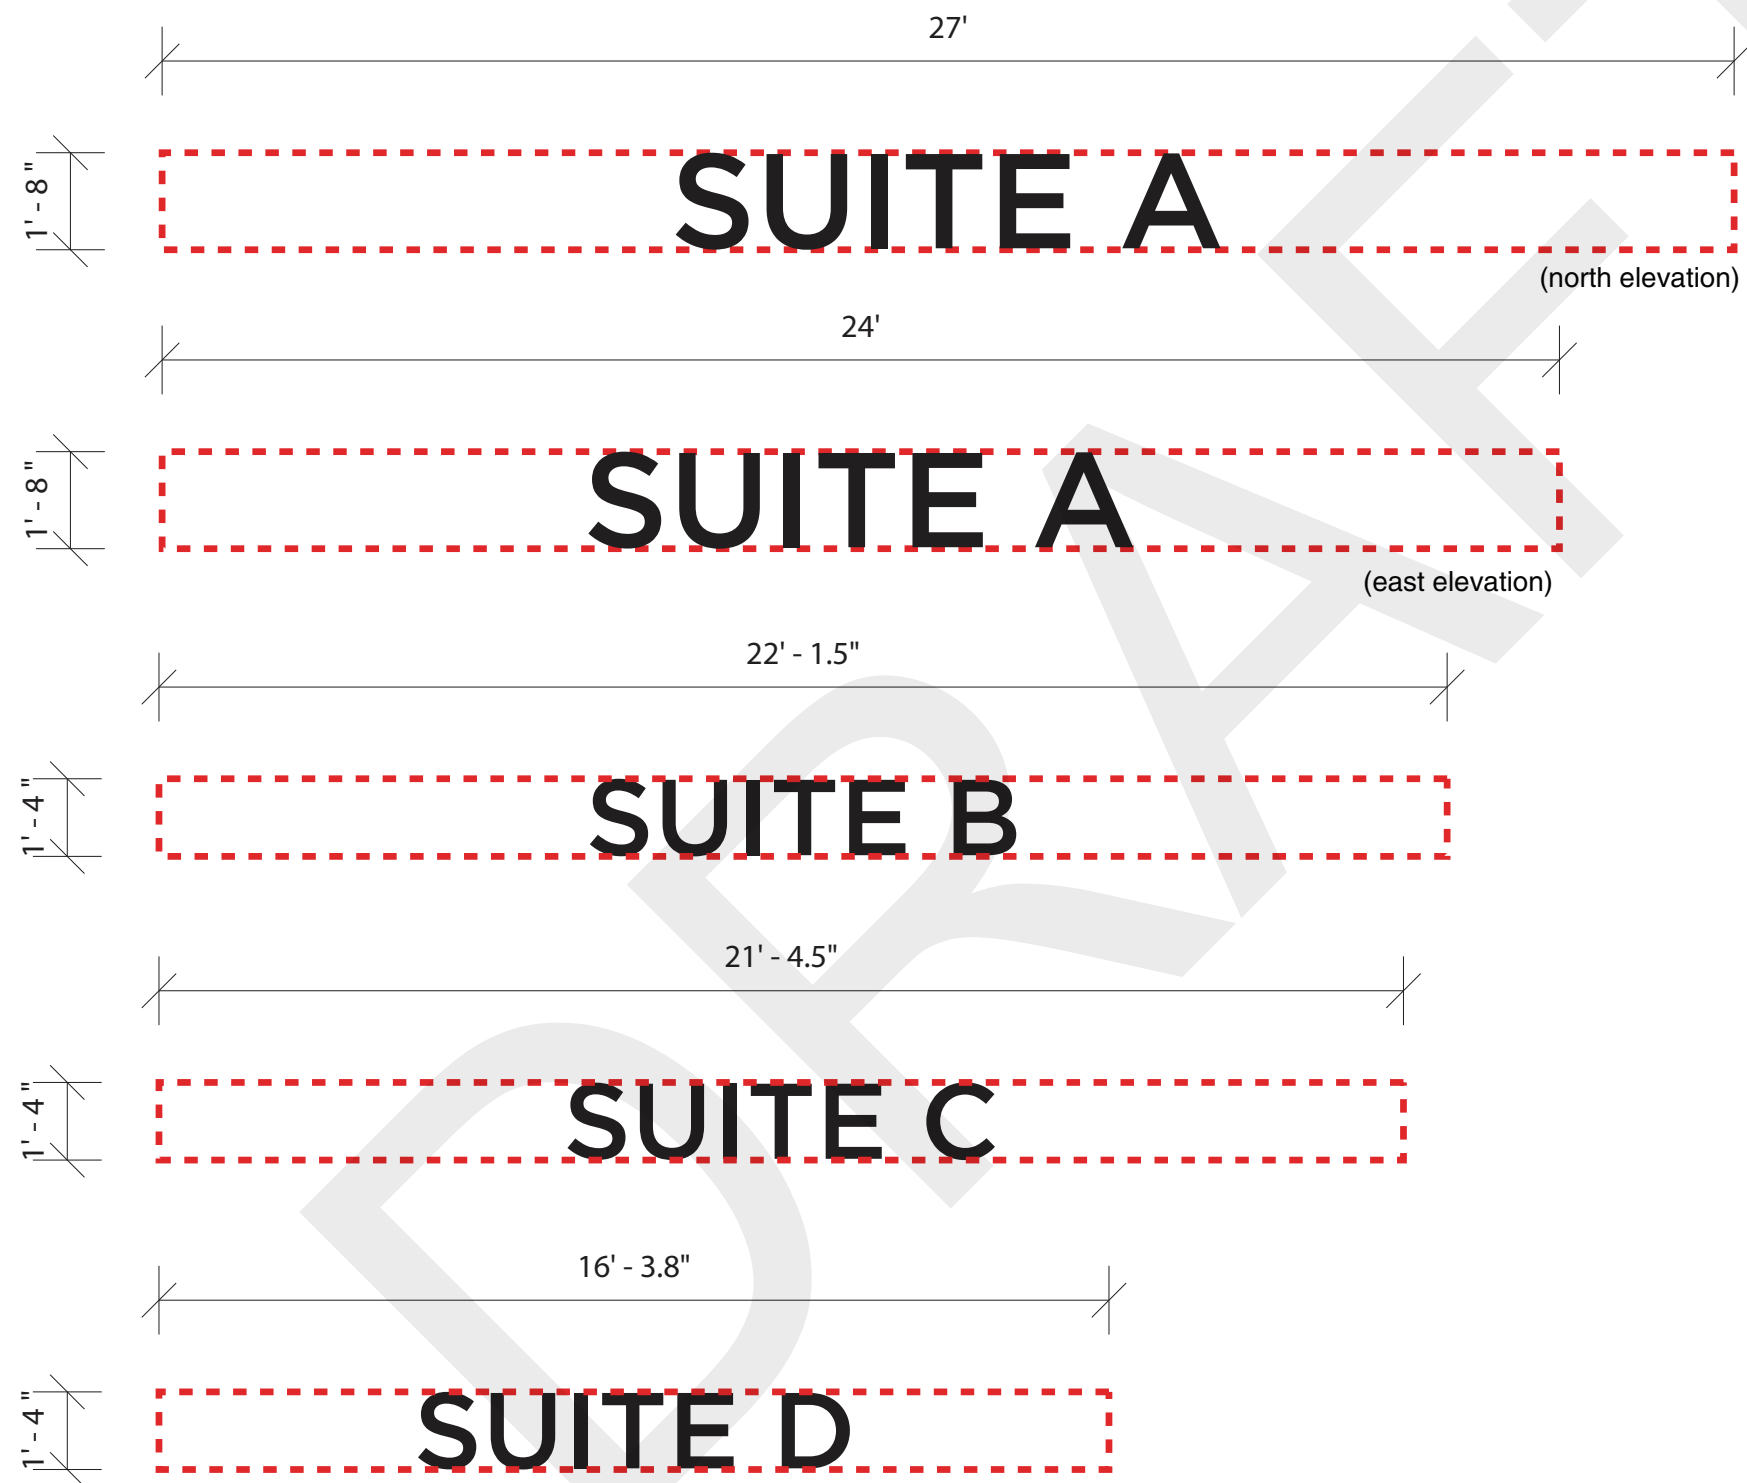 27'
1' - 8"
SUITE A
(north elevation)
24'
1' - 8"
SUITE A
(east elevation)
22' - 1.5"
1' - 4"
SUITE B
21' - 4.5"
1' - 4"
SUITE C
16' - 3.8"
1' - 4"
SUITE D
DRAFT